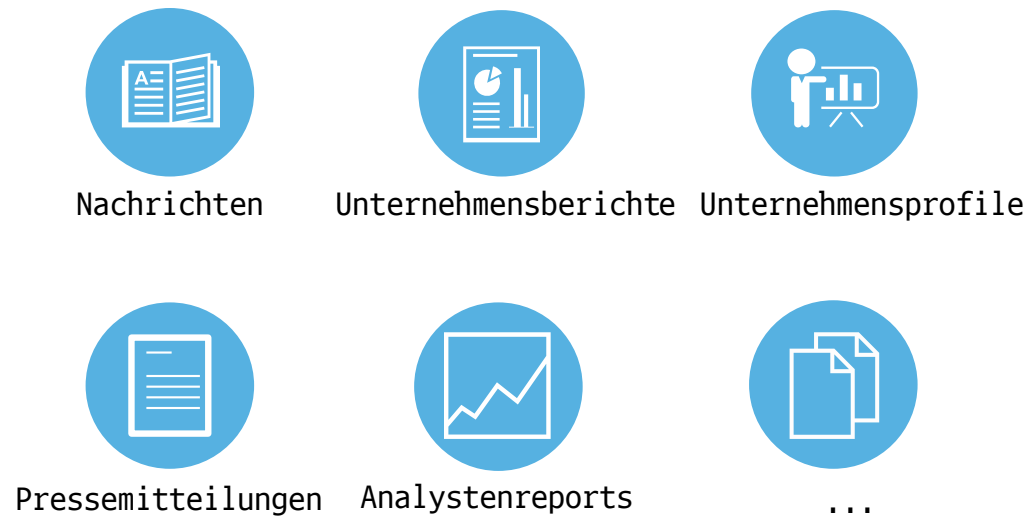 A
Nachrichten
Unternehmensberichte
Unternehmensprofile
Pressemitteilungen
Analystenreports
...